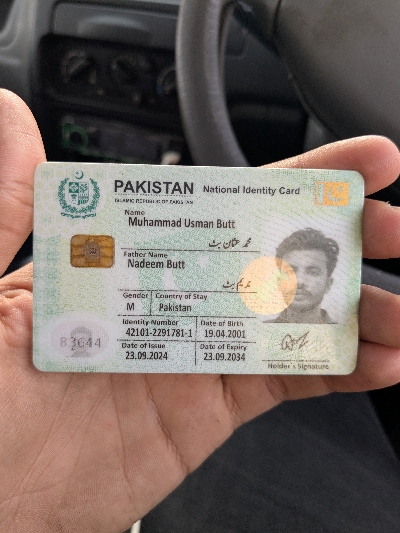 PAKISTAN National Identity Card
ISLAMIC REPUBLIC OF PAKISTAN
Name
Muhammad Usman Butt
محمد عثمان بٹ
Father Name
Nadeem Butt
ندیم بٹ
Gender Country of Stay
M Pakistan
Identity Number Date of Birth
42101-2291781-1 19.04.2001
Date of Issue Date of Expiry
23.09.2024 23.09.2034
83644
Holder's Signature